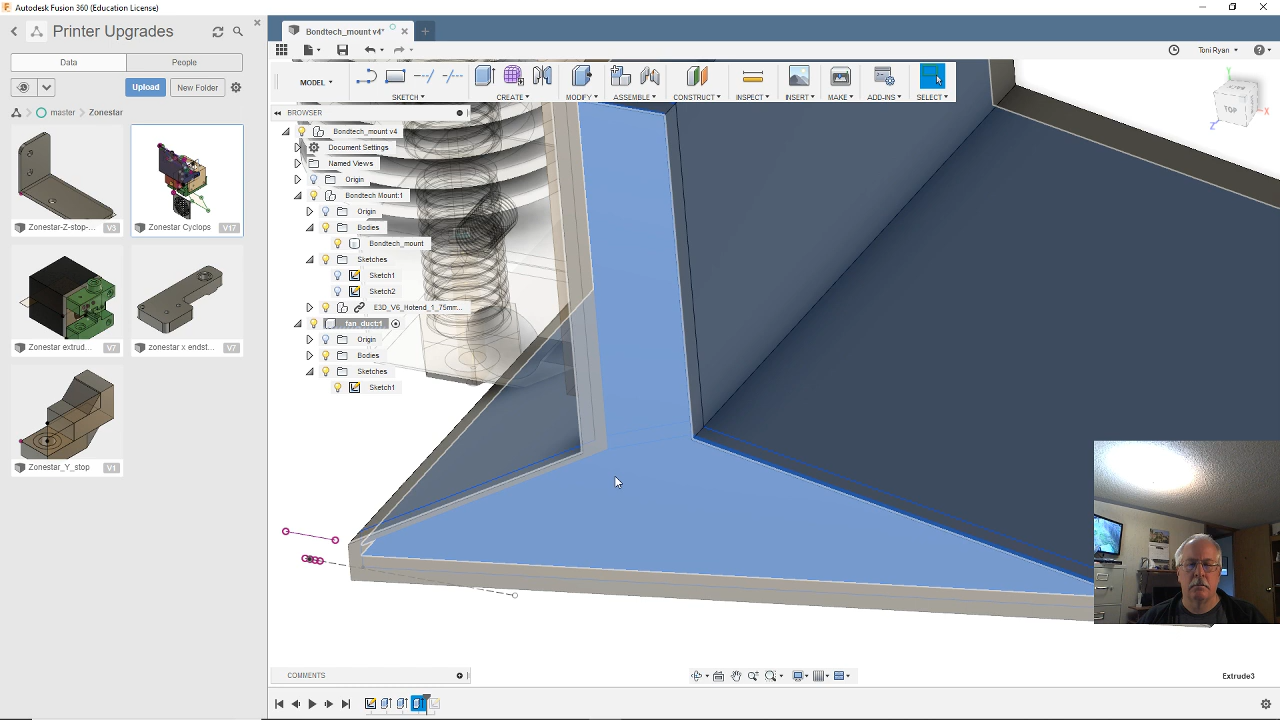 Autodesk Fusion 360 (Education License)
Printer Upgrades
Data
People
Upload
New Folder
master
Zonestar
Zonestar-Z-stop-...
V3
Zonestar Cyclops
V17
Zonestar extrud...
V7
zonestar x endst...
V7
Zonestar_Y_stop
V1
Bondtech_mount v4*
Toni Ryan
MODEL
SKETCH
CREATE
MODIFY
ASSEMBLE
CONSTRUCT
INSPECT
INSERT
MAKE
ADD-INS
SELECT
BROWSER
Bondtech_mount v4
Document Settings
Named Views
Origin
Bondtech Mount:1
Origin
Bodies
Bondtech_mount
Sketches
Sketch1
Sketch2
E3D_V6_Hotend_1_75mm...
fan_duct:1
Origin
Bodies
Sketches
Sketch1
Y
TOP
X
Z
COMMENTS
Extrude3